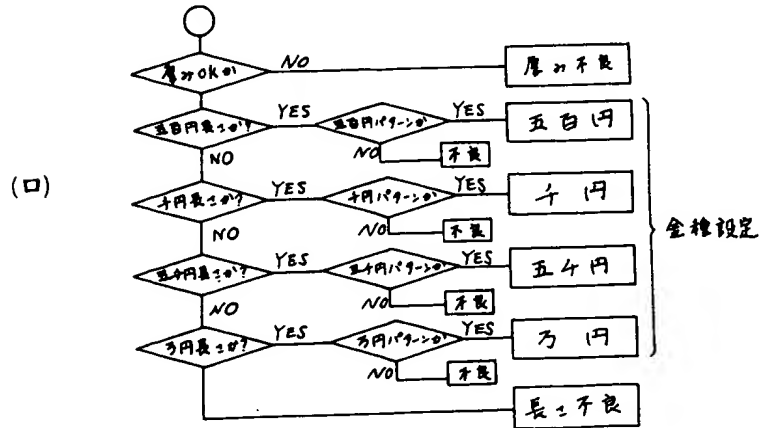 厚みOKか
NO
厚み不良
五百円長さか?
YES
五百円パターンか
YES
五百円
NO
NO
不良
(ロ)
千円長さか?
YES
千円パターンか
YES
千円
NO
NO
不良
金種設定
五千円長さか?
YES
五千円パターンか
YES
五千円
NO
NO
不良
万円長さか?
YES
万円パターンか
YES
万円
NO
不良
長さ不良